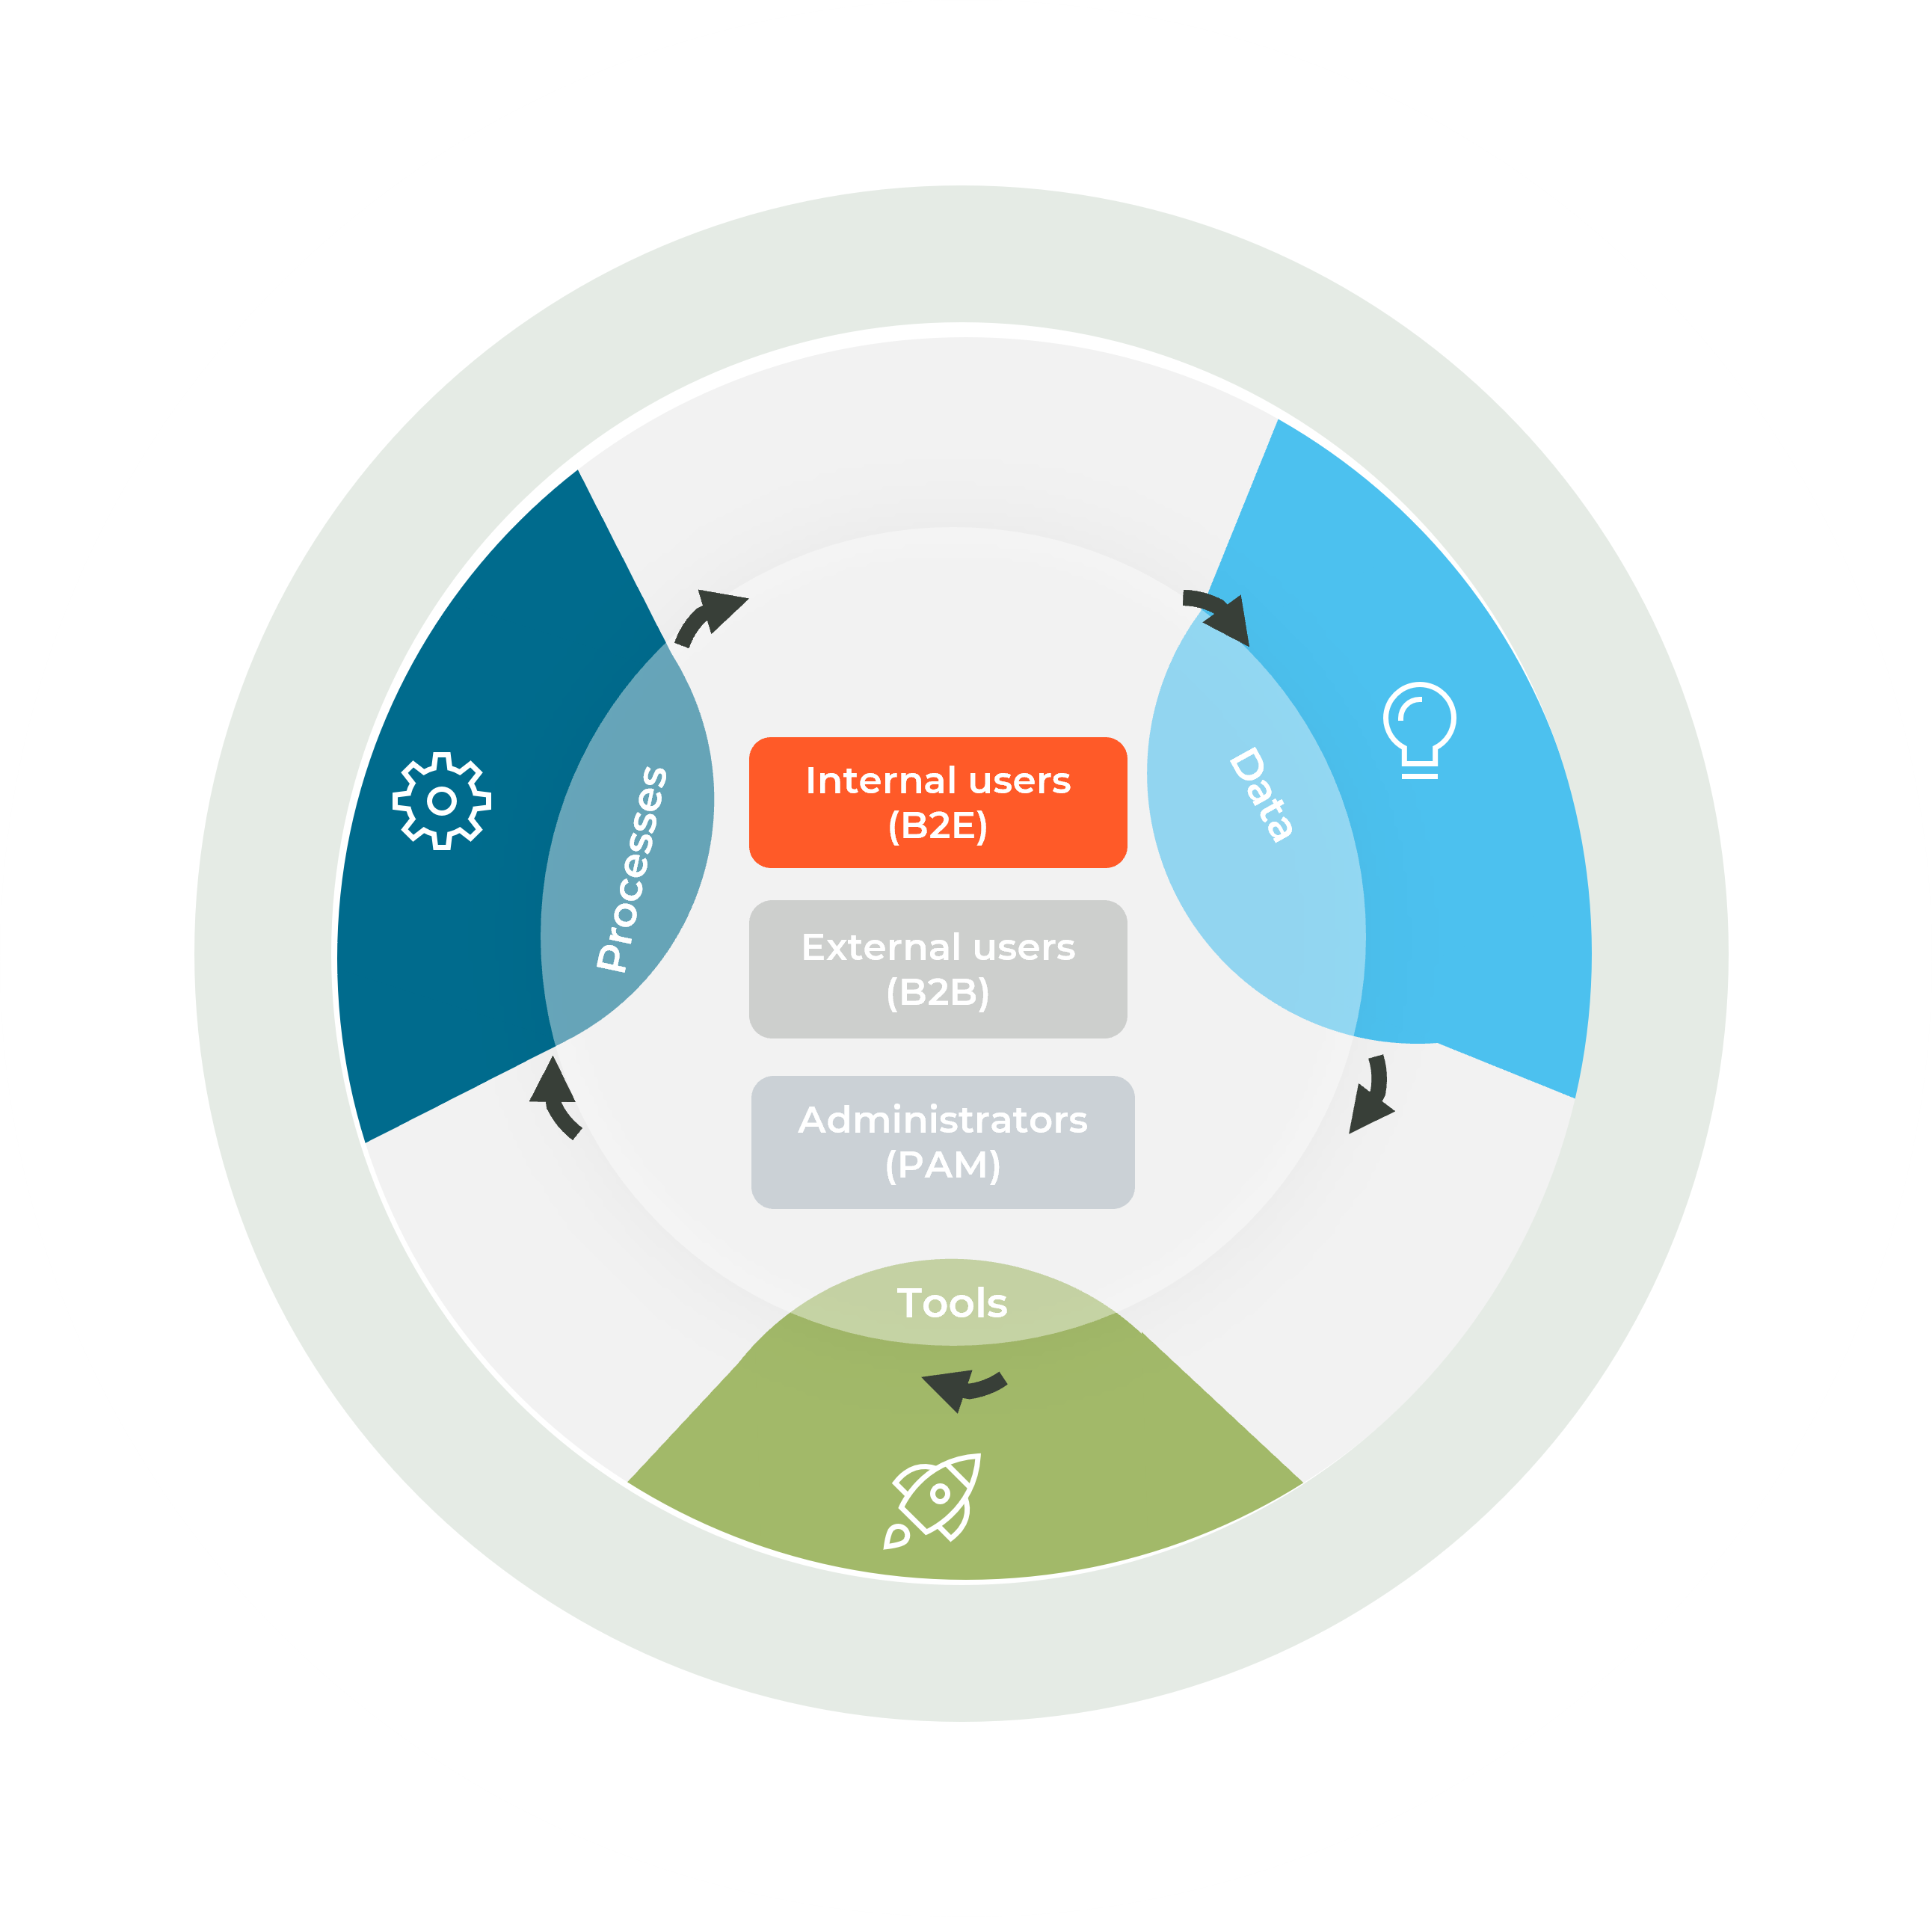 Processes
Data
Internal users
(B2E)
External users
(B2B)
Administrators
(PAM)
Tools